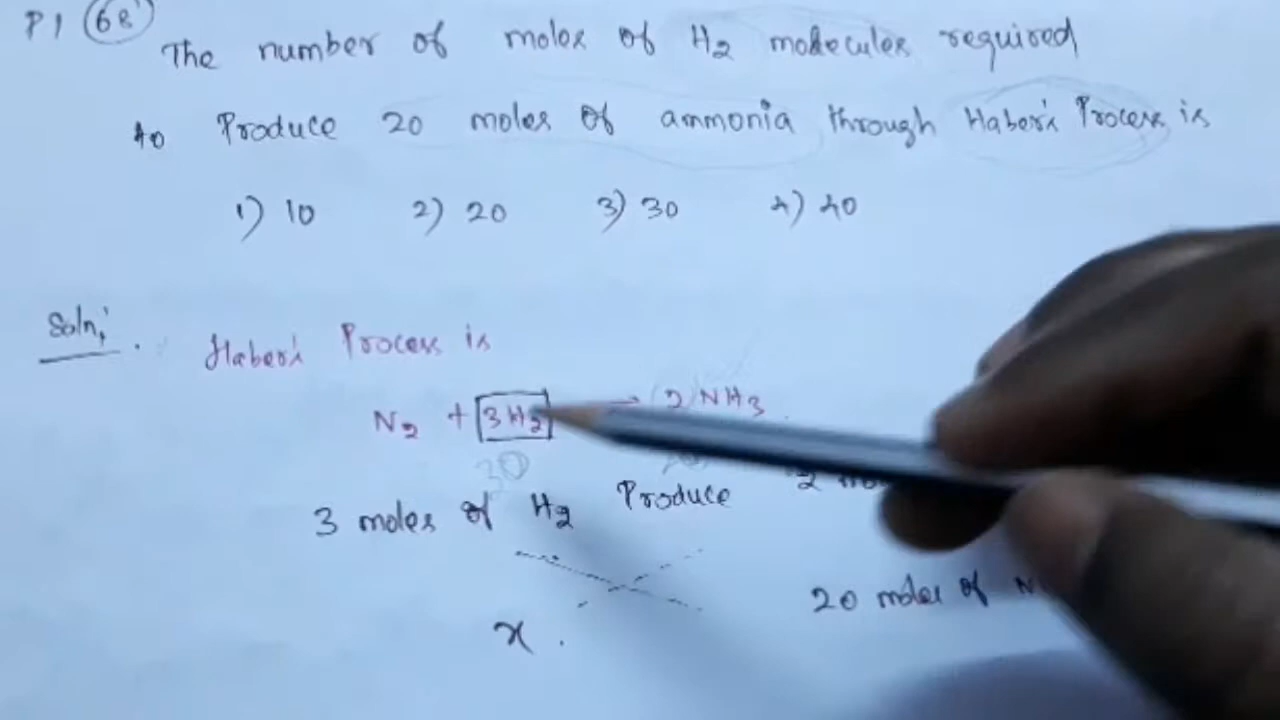 P1 68
The number of moles of H2 molecules required
to Produce 20 moles of ammonia through Haber's Process is
1) 10 2) 20 3) 30 4) 40
Soln;
Haber's Process is
N2 + 3H2 → 2NH3
30
3 moles of H2 Produce 2
20 moles of
x.